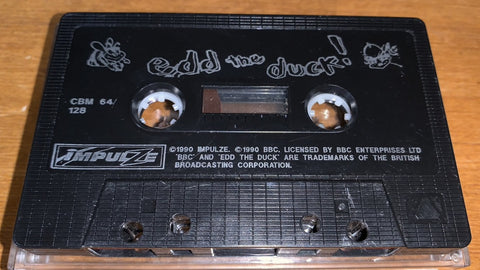 edd the duck!
CBM 64/
128
IMPULZE
©1990 IMPULZE. ©1990 BBC. LICENSED BY BBC ENTERPRISES LTD
'BBC' AND 'EDD THE DUCK' ARE TRADEMARKS OF THE BRITISH
BROADCASTING CORPORATION.